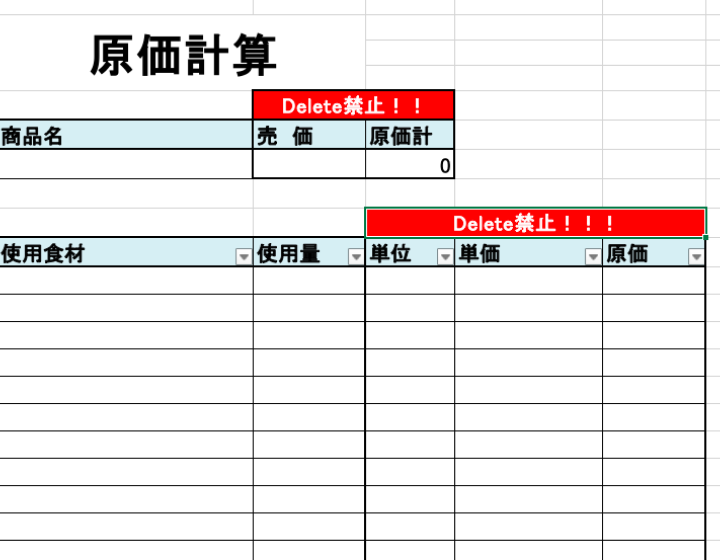 原価計算
Delete禁止！！
商品名 売　価 原価計
0
Delete禁止！！！
使用食材 使用量 単位 単価 原価